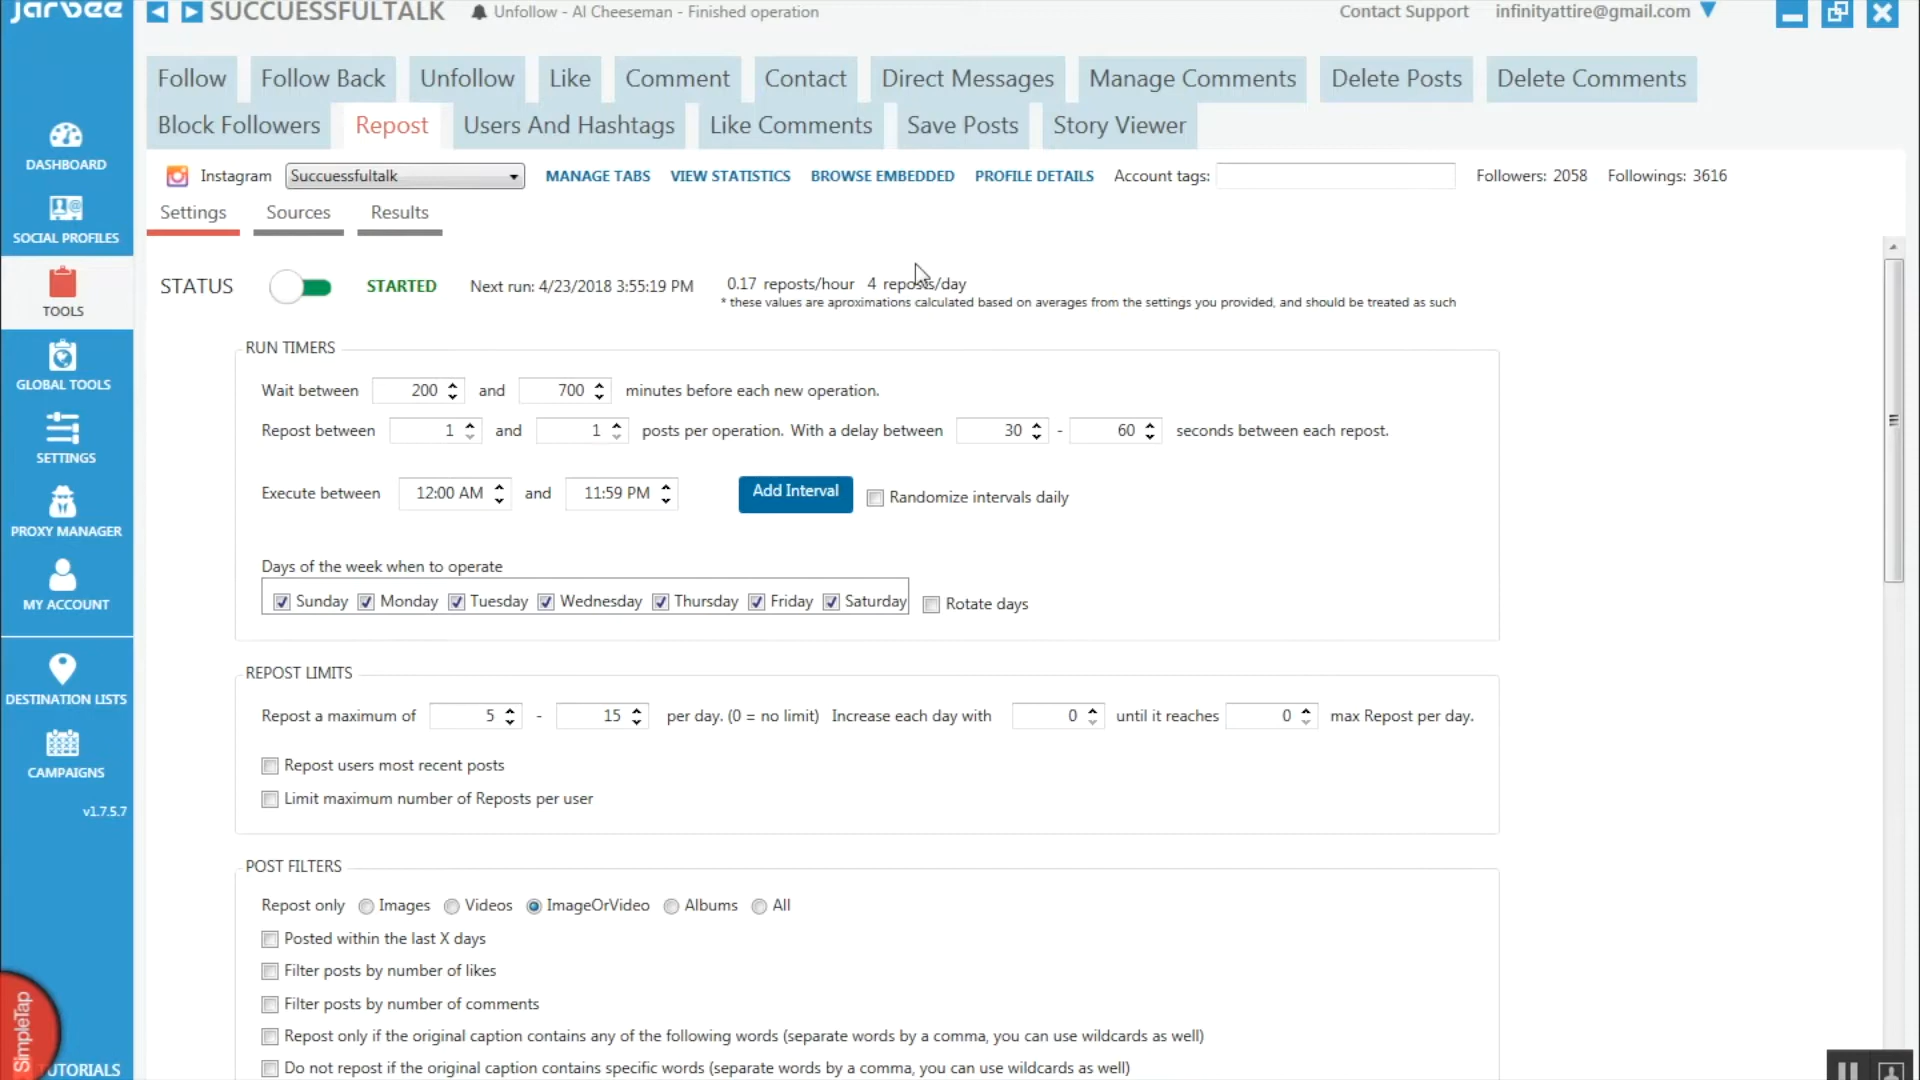 Jarbee
SUCCUESSFULTALK Unfollow - Al Cheeseman - Finished operation Contact Support infinityattire@gmail.com
Follow Follow Back Unfollow Like Comment Contact Direct Messages Manage Comments Delete Posts Delete Comments
Block Followers Repost Users And Hashtags Like Comments Save Posts Story Viewer
Instagram Succuessfultalk MANAGE TABS VIEW STATISTICS BROWSE EMBEDDED PROFILE DETAILS Account tags: Followers: 2058 Followings: 3616
Settings Sources Results
DASHBOARD
SOCIAL PROFILES
TOOLS
GLOBAL TOOLS
SETTINGS
PROXY MANAGER
MY ACCOUNT
DESTINATION LISTS
CAMPAIGNS
v1.7.5.7
SimpleTap
UTORIALS
STATUS STARTED Next run: 4/23/2018 3:55:19 PM 0.17 reposts/hour 4 reposts/day
* these values are aproximations calculated based on averages from the settings you provided, and should be treated as such
RUN TIMERS
Wait between 200 and 700 minutes before each new operation.
Repost between 1 and 1 posts per operation. With a delay between 30 - 60 seconds between each repost.
Execute between 12:00 AM and 11:59 PM Add Interval Randomize intervals daily
Days of the week when to operate
Sunday Monday Tuesday Wednesday Thursday Friday Saturday Rotate days
REPOST LIMITS
Repost a maximum of 5 - 15 per day. (0 = no limit) Increase each day with 0 until it reaches 0 max Repost per day.
Repost users most recent posts
Limit maximum number of Reposts per user
POST FILTERS
Repost only Images Videos ImageOrVideo Albums All
Posted within the last X days
Filter posts by number of likes
Filter posts by number of comments
Repost only if the original caption contains any of the following words (separate words by a comma, you can use wildcards as well)
Do not repost if the original caption contains specific words (separate words by a comma, you can use wildcards as well)